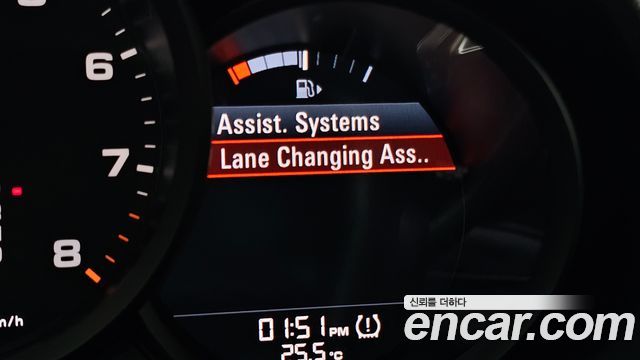 6
7
8
Assist. Systems
Lane Changing Ass..
m/h
01:51 PM
25.5 °C
신뢰를 더하다
encar.com